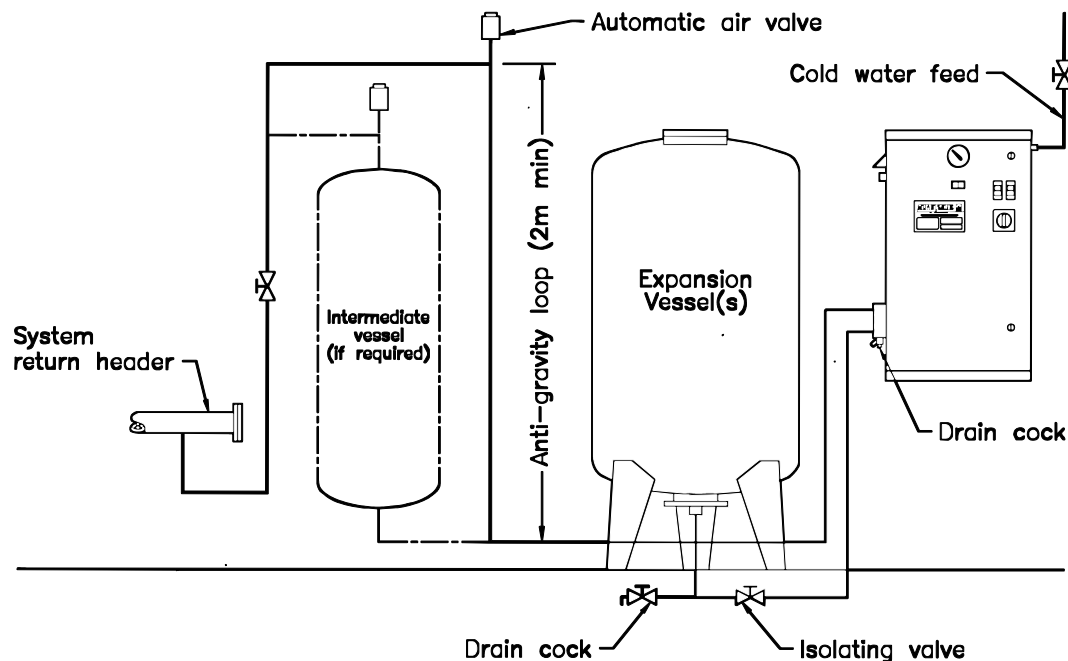 Automatic air valve
Cold water feed
Anti-gravity loop (2m min)
Expansion
Vessel(s)
Intermediate
vessel
(if required)
System
return header
Drain cock
Drain cock
Isolating valve